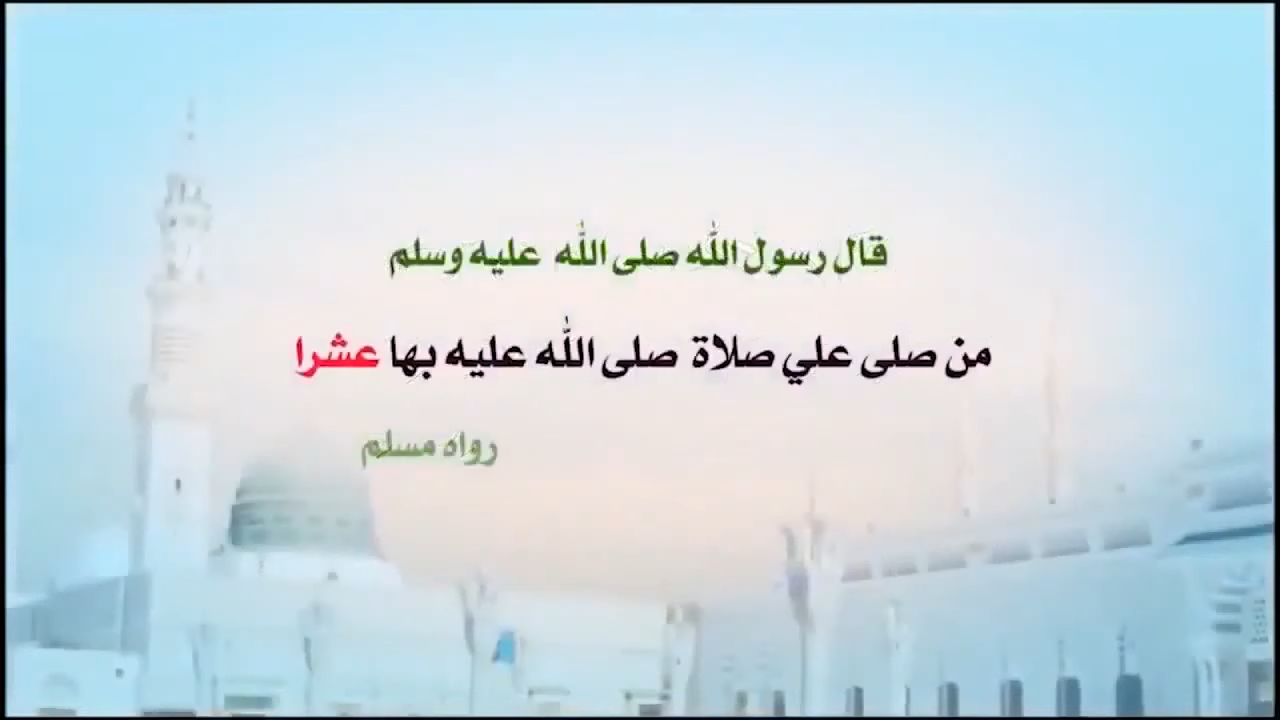 قال رسول الله صلى الله عليه وسلم
من صلى علي صلاة صلى الله عليه بها عشرا
رواه مسلم